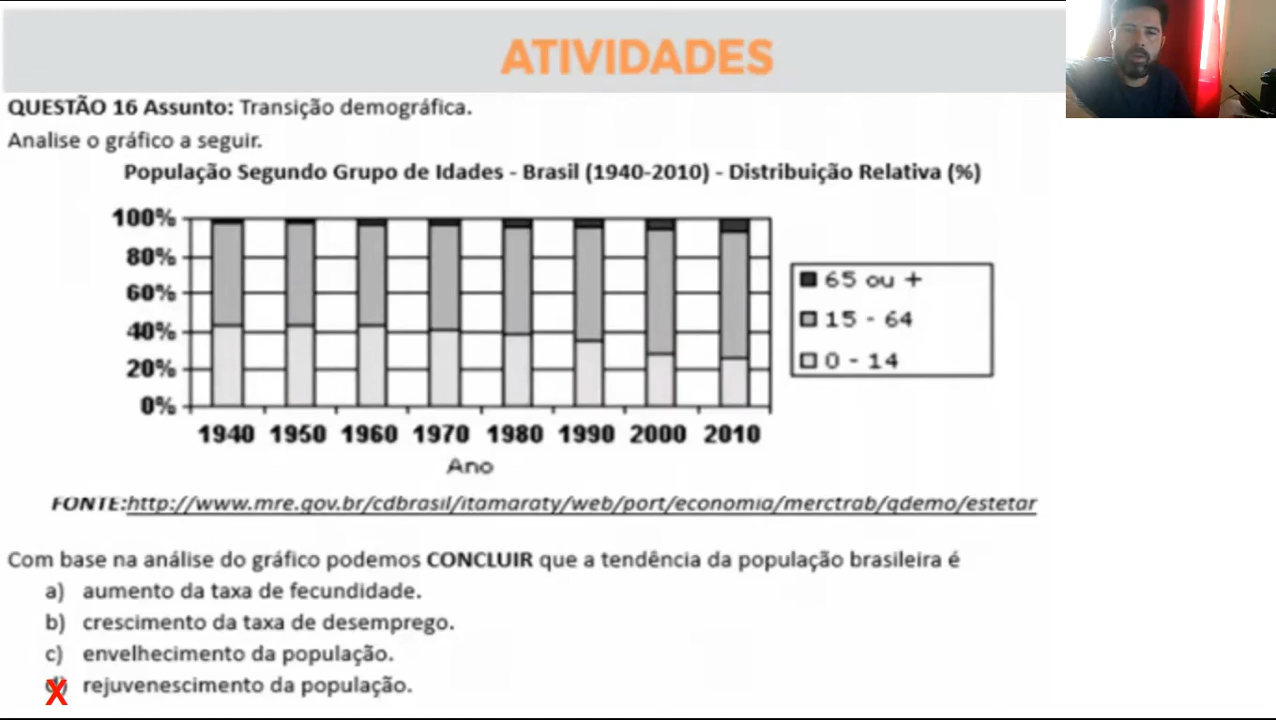 ATIVIDADES
QUESTÃO 16 Assunto: Transição demográfica.
Analise o gráfico a seguir.
População Segundo Grupo de Idades - Brasil (1940-2010) - Distribuição Relativa (%)
100%
80%
60%
40%
20%
0%
1940 1950 1960 1970 1980 1990 2000 2010
Ano
65 ou +
15 - 64
0 - 14
FONTE:http://www.mre.gov.br/cdbrasil/itamaraty/web/port/economia/merctrab/qdemo/estetar
Com base na análise do gráfico podemos CONCLUIR que a tendência da população brasileira é
a) aumento da taxa de fecundidade.
b) crescimento da taxa de desemprego.
c) envelhecimento da população.
d) rejuvenescimento da população.
X